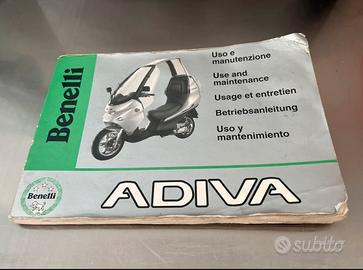 Benelli
Uso e
manutenzione
Use and
maintenance
Usage et entretien
Betriebsanleitung
Uso y
mantenimiento
Benelli
ADIVA
subito